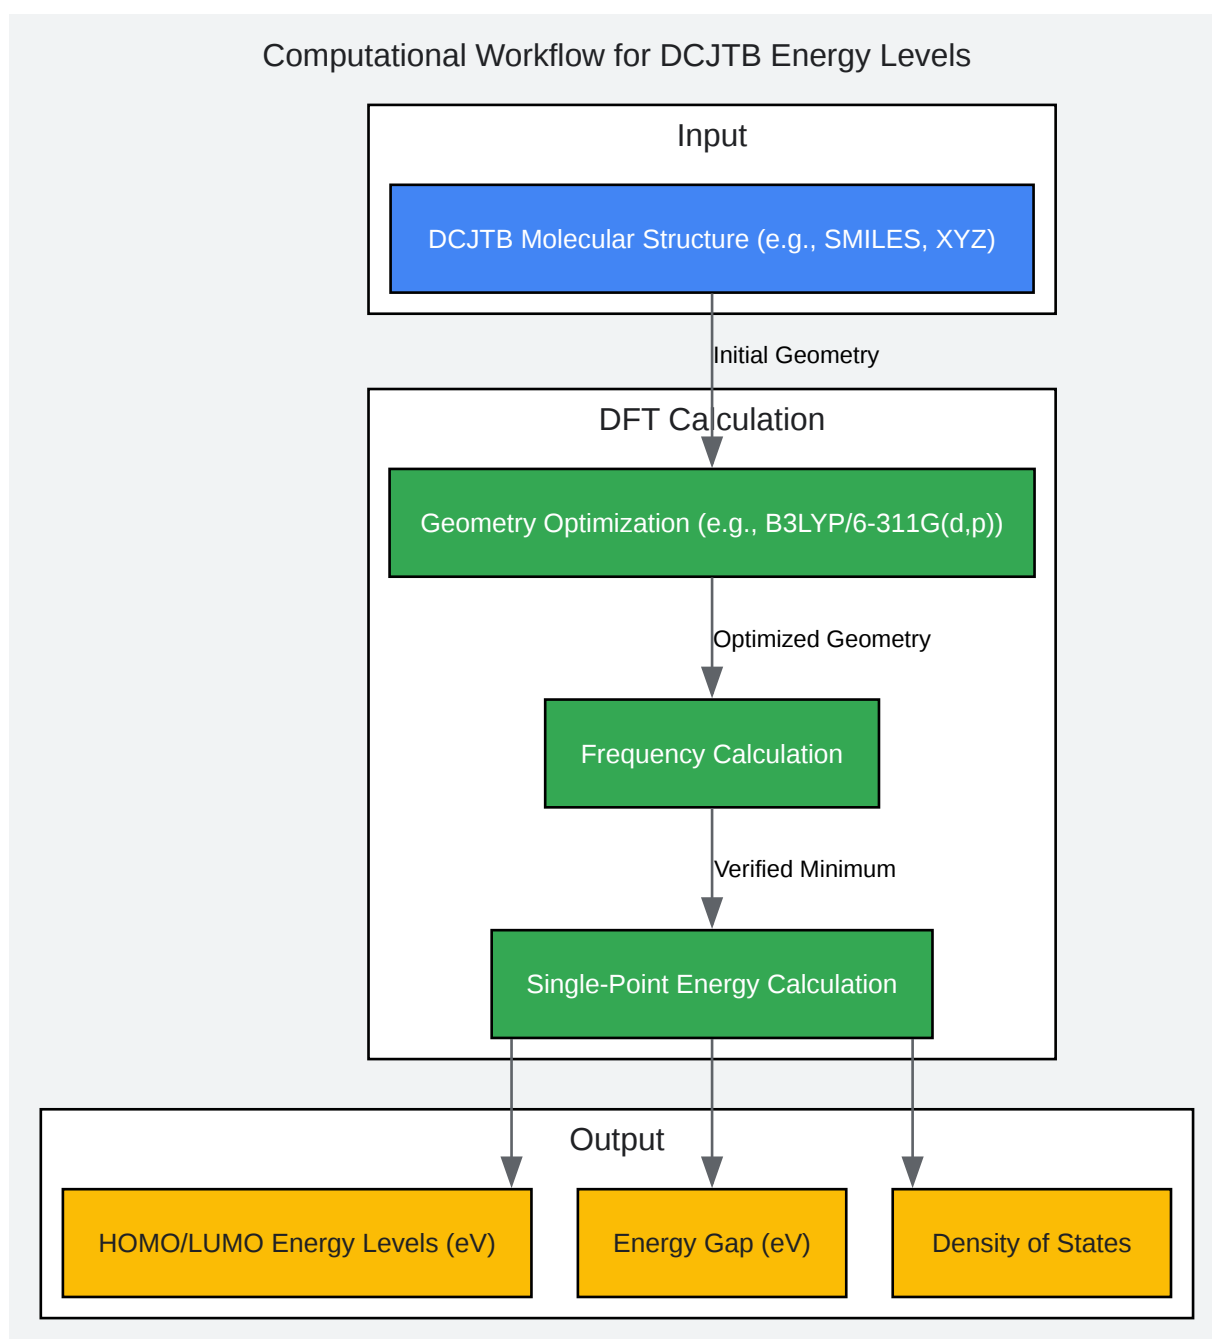 Computational Workflow for DCJTB Energy Levels
Input
DCJTB Molecular Structure (e.g., SMILES, XYZ)
Initial Geometry
DFT Calculation
Geometry Optimization (e.g., B3LYP/6-311G(d,p))
Optimized Geometry
Frequency Calculation
Verified Minimum
Single-Point Energy Calculation
Output
HOMO/LUMO Energy Levels (eV)
Energy Gap (eV)
Density of States